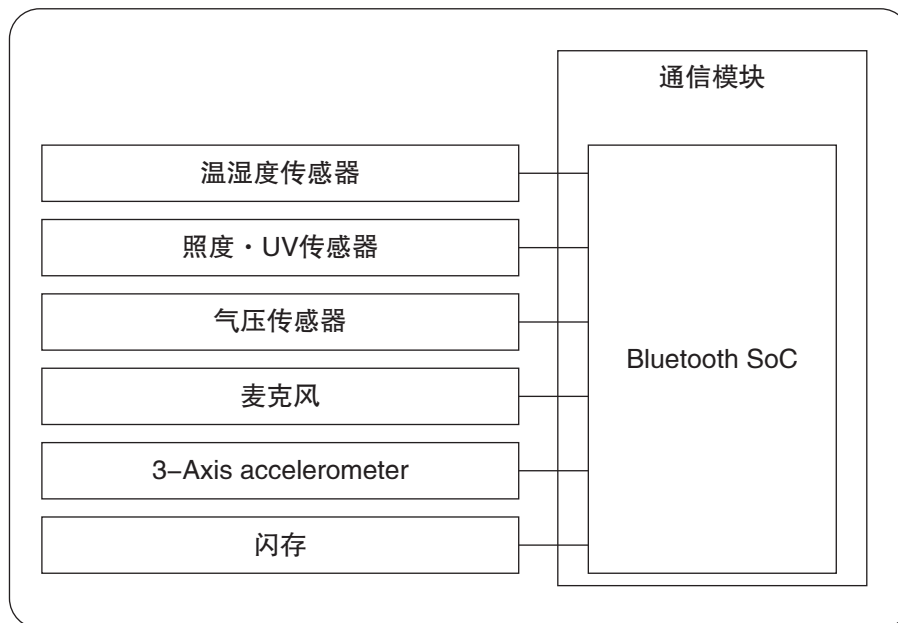 通信模块
温湿度传感器
照度・UV传感器
气压传感器
麦克风
3–Axis accelerometer
闪存
Bluetooth SoC